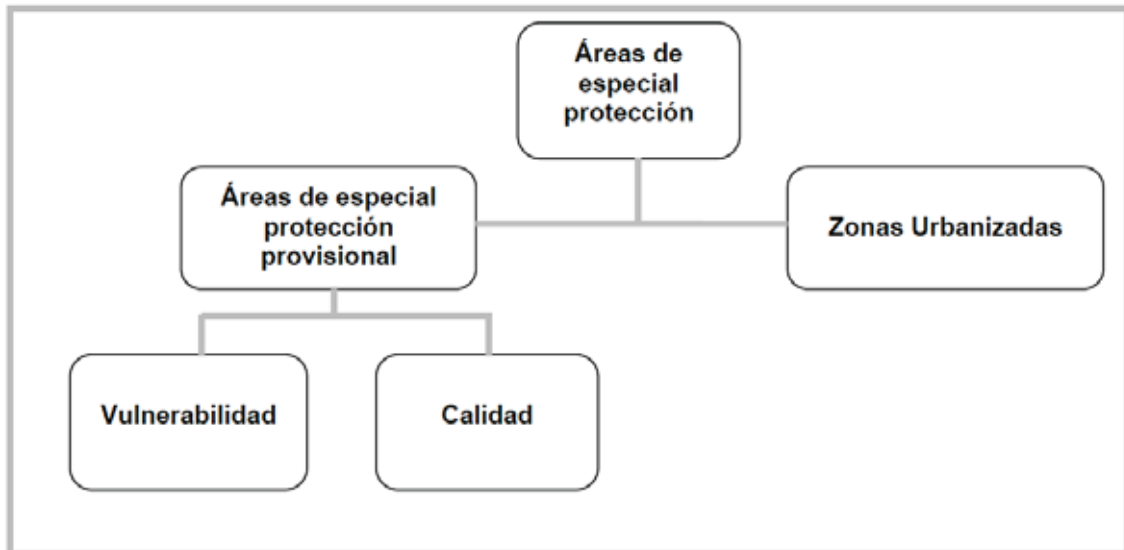 Áreas de
especial
protección
Áreas de especial
protección
provisional
Zonas Urbanizadas
Vulnerabilidad
Calidad